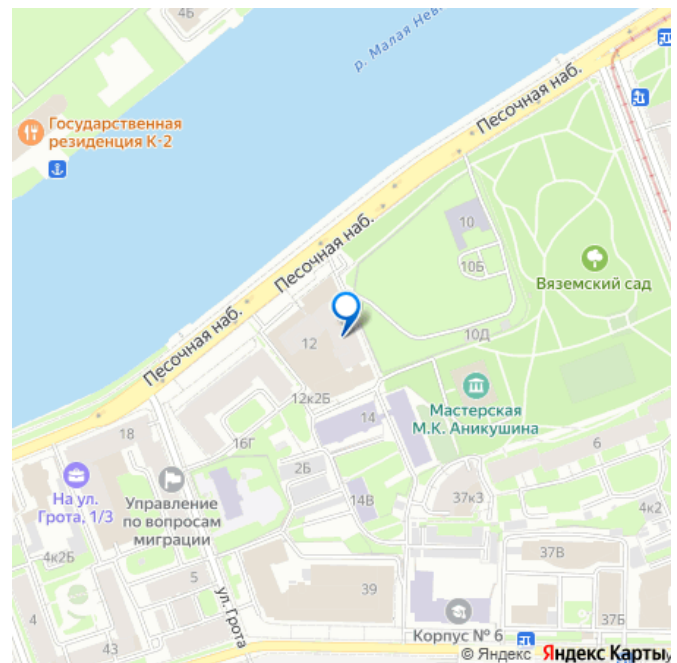 4Б
р. Малая Нев
Песочная наб.
Государственная
резиденция К-2
Песочная наб.
10
10Б
Вяземский сад
10Д
Песочная наб.
12
12к2Б
Мастерская
М.К. Аникушина
14
16Г
18
6
2Б
На ул.
Грота, 1/3
Управление
по вопросам
миграции
14В
37к3
4к2
4к2Б
37В
5
39
ул. Грота
4
43
37Б
Корпус № 6
© Яндекс Яндекс Карты